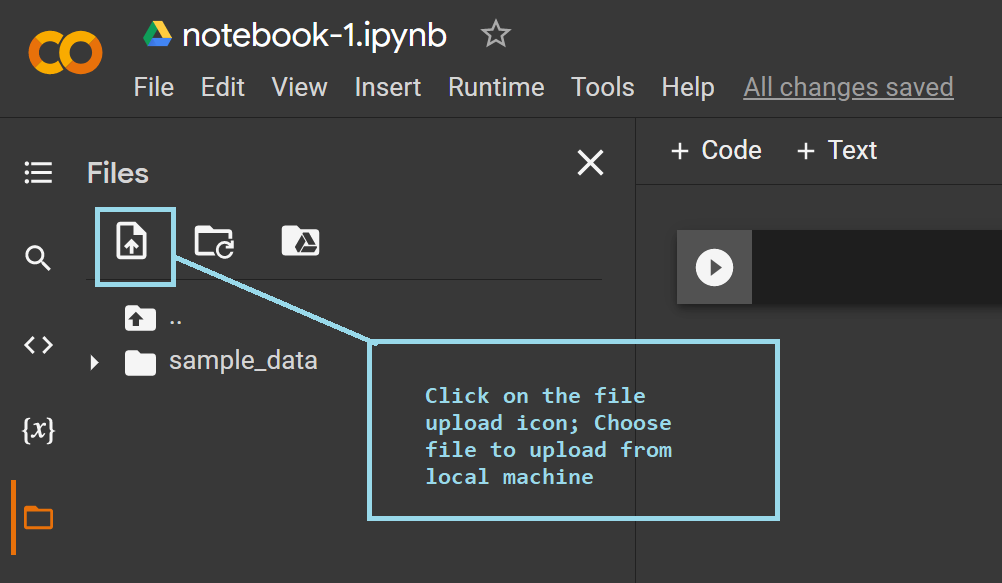 notebook-1.ipynb
File Edit View Insert Runtime Tools Help All changes saved
Files
+ Code + Text
..
sample_data
Click on the file
upload icon; Choose
file to upload from
local machine
{x}